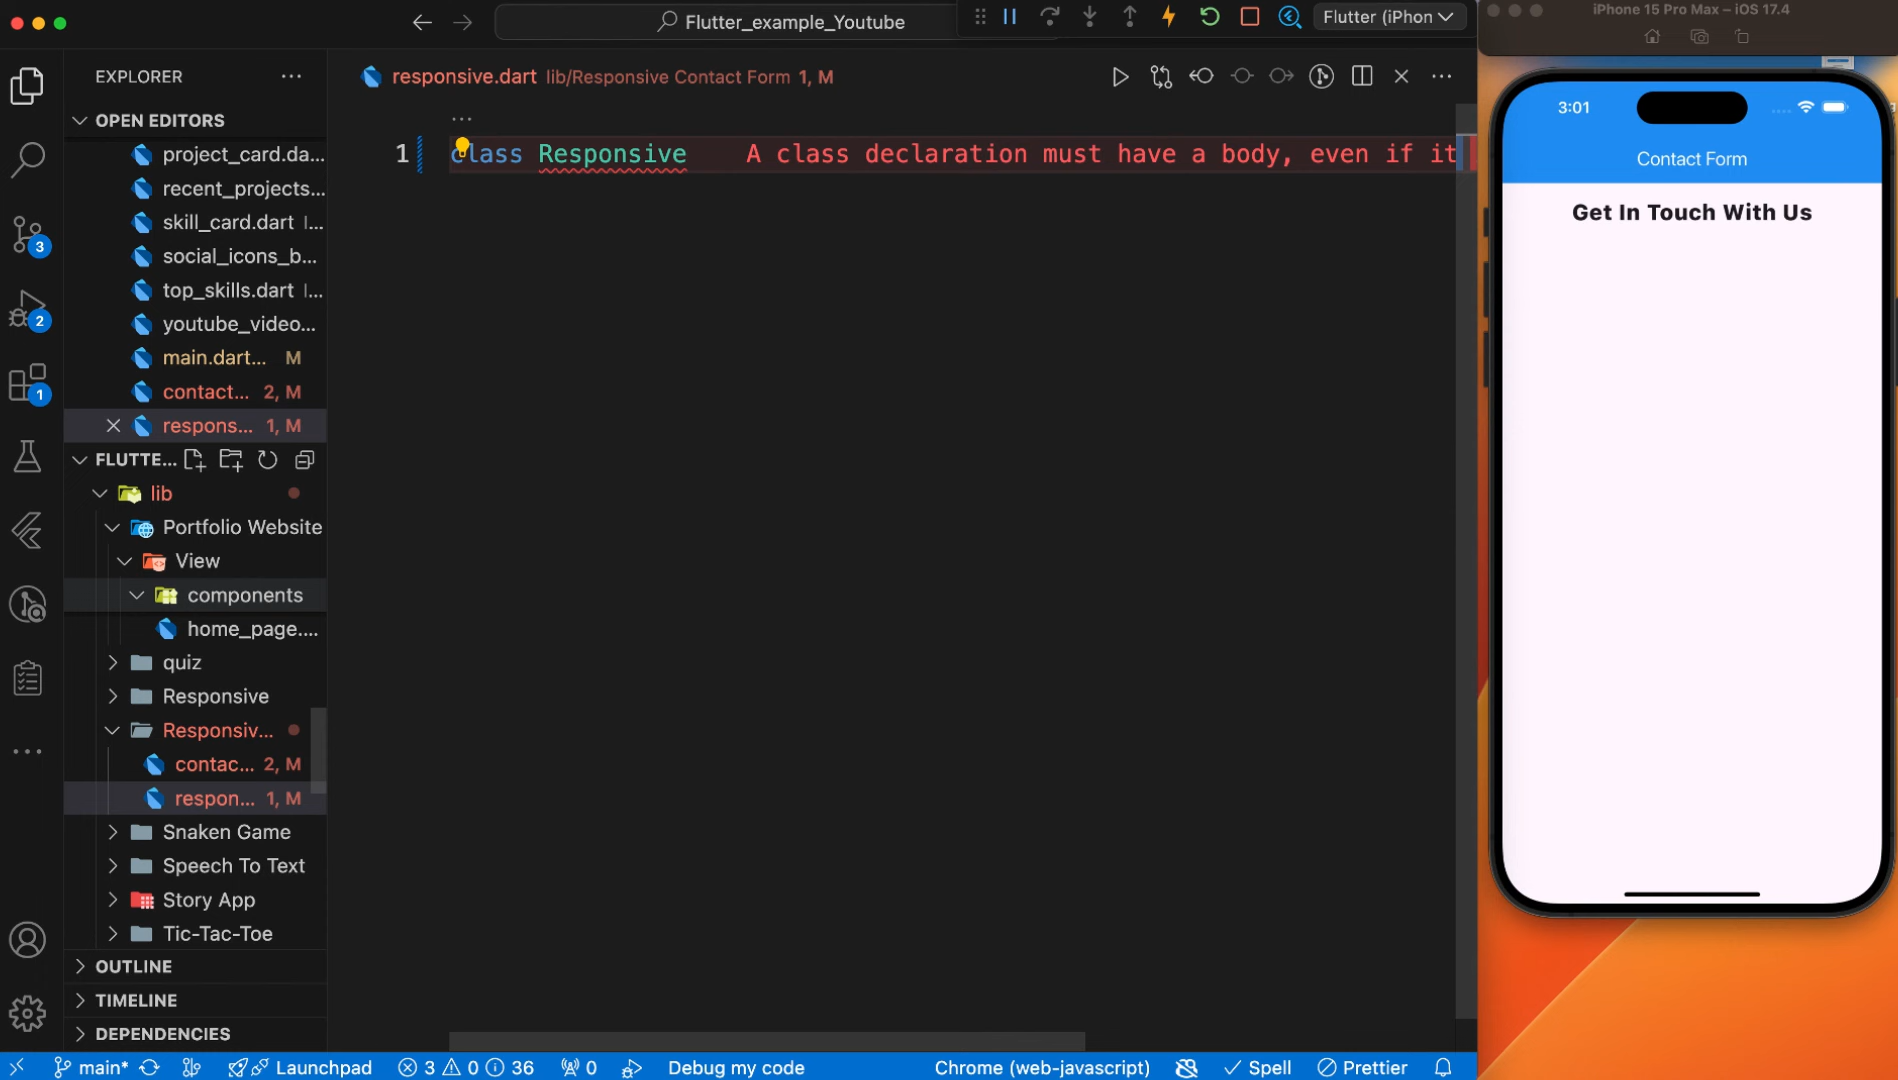 Flutter_example_Youtube
Flutter (iPhon
iPhone 15 Pro Max – iOS 17.4
EXPLORER
responsive.dart lib/Responsive Contact Form 1, M
OPEN EDITORS
project_card.da...
recent_projects...
skill_card.dart l...
social_icons_b...
top_skills.dart l...
youtube_video...
main.dart... M
contact... 2, M
respons... 1, M
FLUTTE...
lib
Portfolio Website
View
components
home_page....
quiz
Responsive
Responsiv...
contac... 2, M
respon... 1, M
Snaken Game
Speech To Text
Story App
Tic-Tac-Toe
OUTLINE
TIMELINE
DEPENDENCIES
3
2
1
...
1 class Responsive A class declaration must have a body, even if it
3:01
Contact Form
Get In Touch With Us
main* Launchpad 3 0 36 0 Debug my code Chrome (web-javascript) Spell Prettier